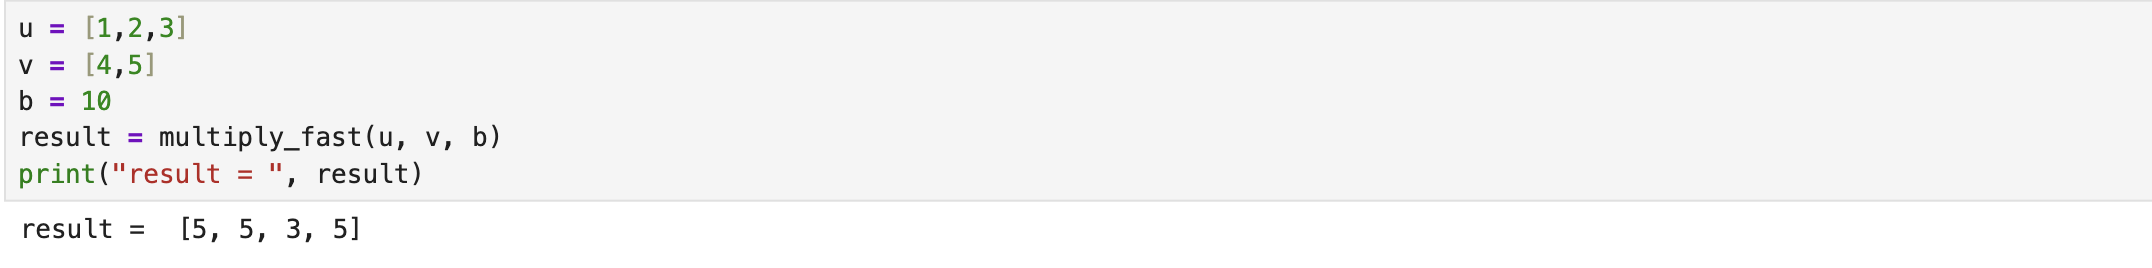 u = [1,2,3]
v = [4,5]
b = 10
result = multiply_fast(u, v, b)
print("result = ", result)
result =  [5, 5, 3, 5]